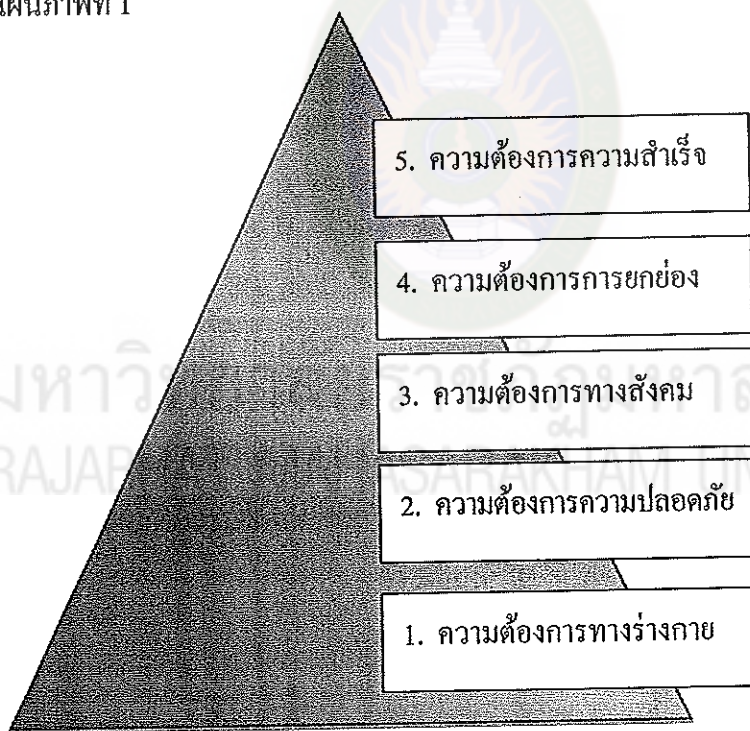 แผนภาพที่ 1
5. ความต้องการความสำเร็จ
4. ความต้องการการยกย่อง
3. ความต้องการทางสังคม
2. ความต้องการความปลอดภัย
1. ความต้องการทางร่างกาย